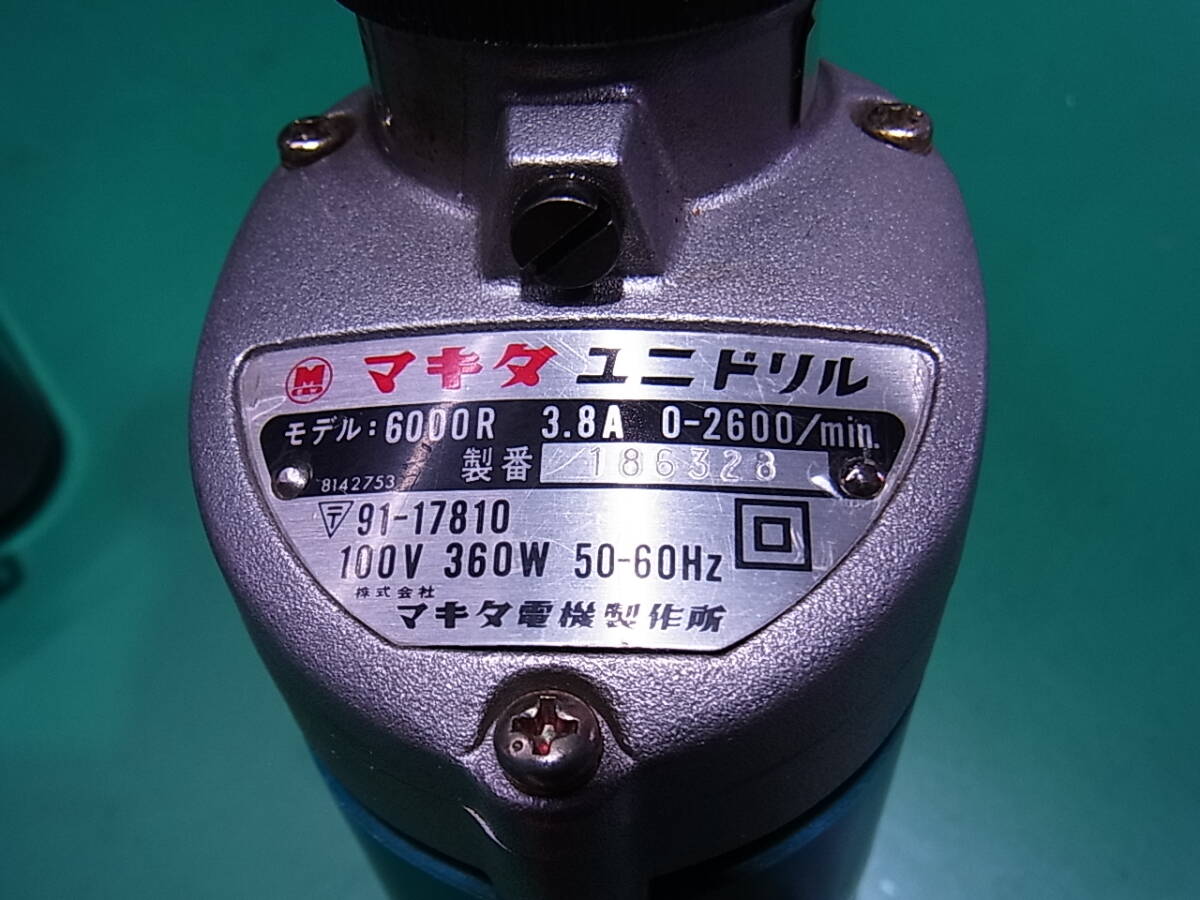 M マキタ ユニドリル
モデル:6000R 3.8A 0-2600/min.
製番 186328
8142753
〒 91-17810
100V 360W 50-60Hz
株式会社
マキタ電機製作所